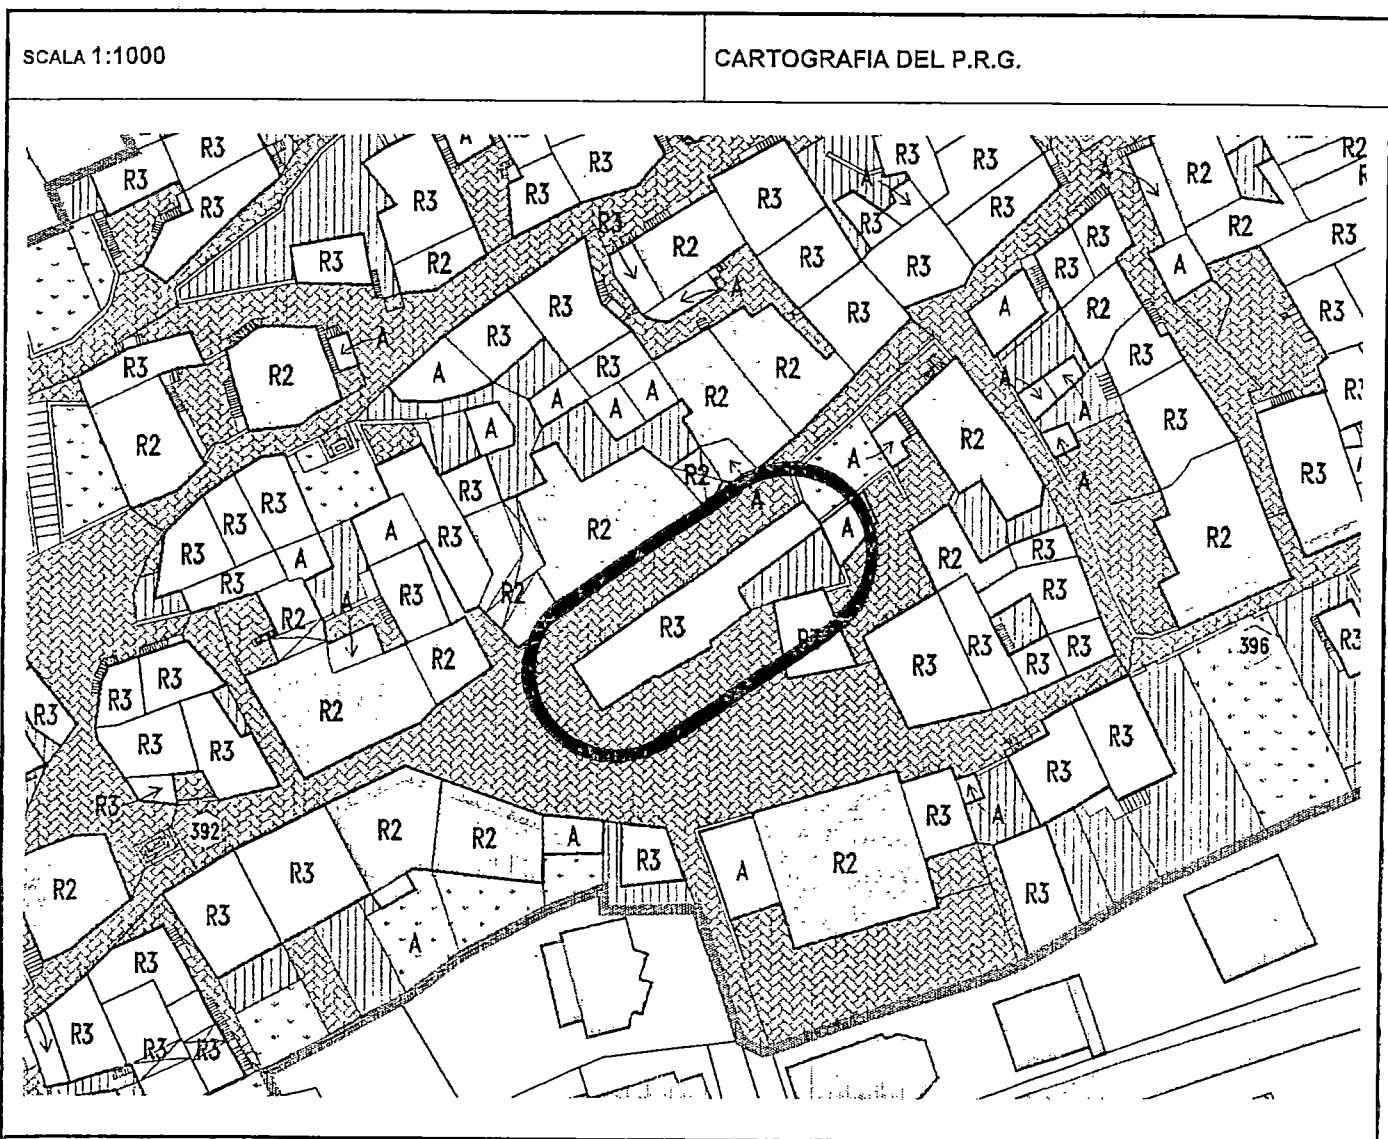 SCALA 1:1000
CARTOGRAFIA DEL P.R.G.
R3 A R3 R3 R2
R3 R3 R3 R3 R3 R2
R3 R3 R3 R2 R3 R3 R3 R2 R3
R3 R2 R2 R3 R3 A
R3 R3 A R3 A R2 R3
R3 R2 A A R3 R2 R3 R3
A R3 A A A R2 A R3
R2 A R2 A R2 A R3
R3 R3 R2 A A
R3 R3 A A R3 R2 A R2 R3 R2
R3 R2 A R3 R2 R3
R3 R3 R2 R3 R3 R3 R3 R3 R3 396 R3
R3 R3 R2 R3
R3 R3 R3 R3
R3 392 R2 R2 A R3 A
R2 R3 R3 A R2 R3
R3 A
R3
R3 R3 R3